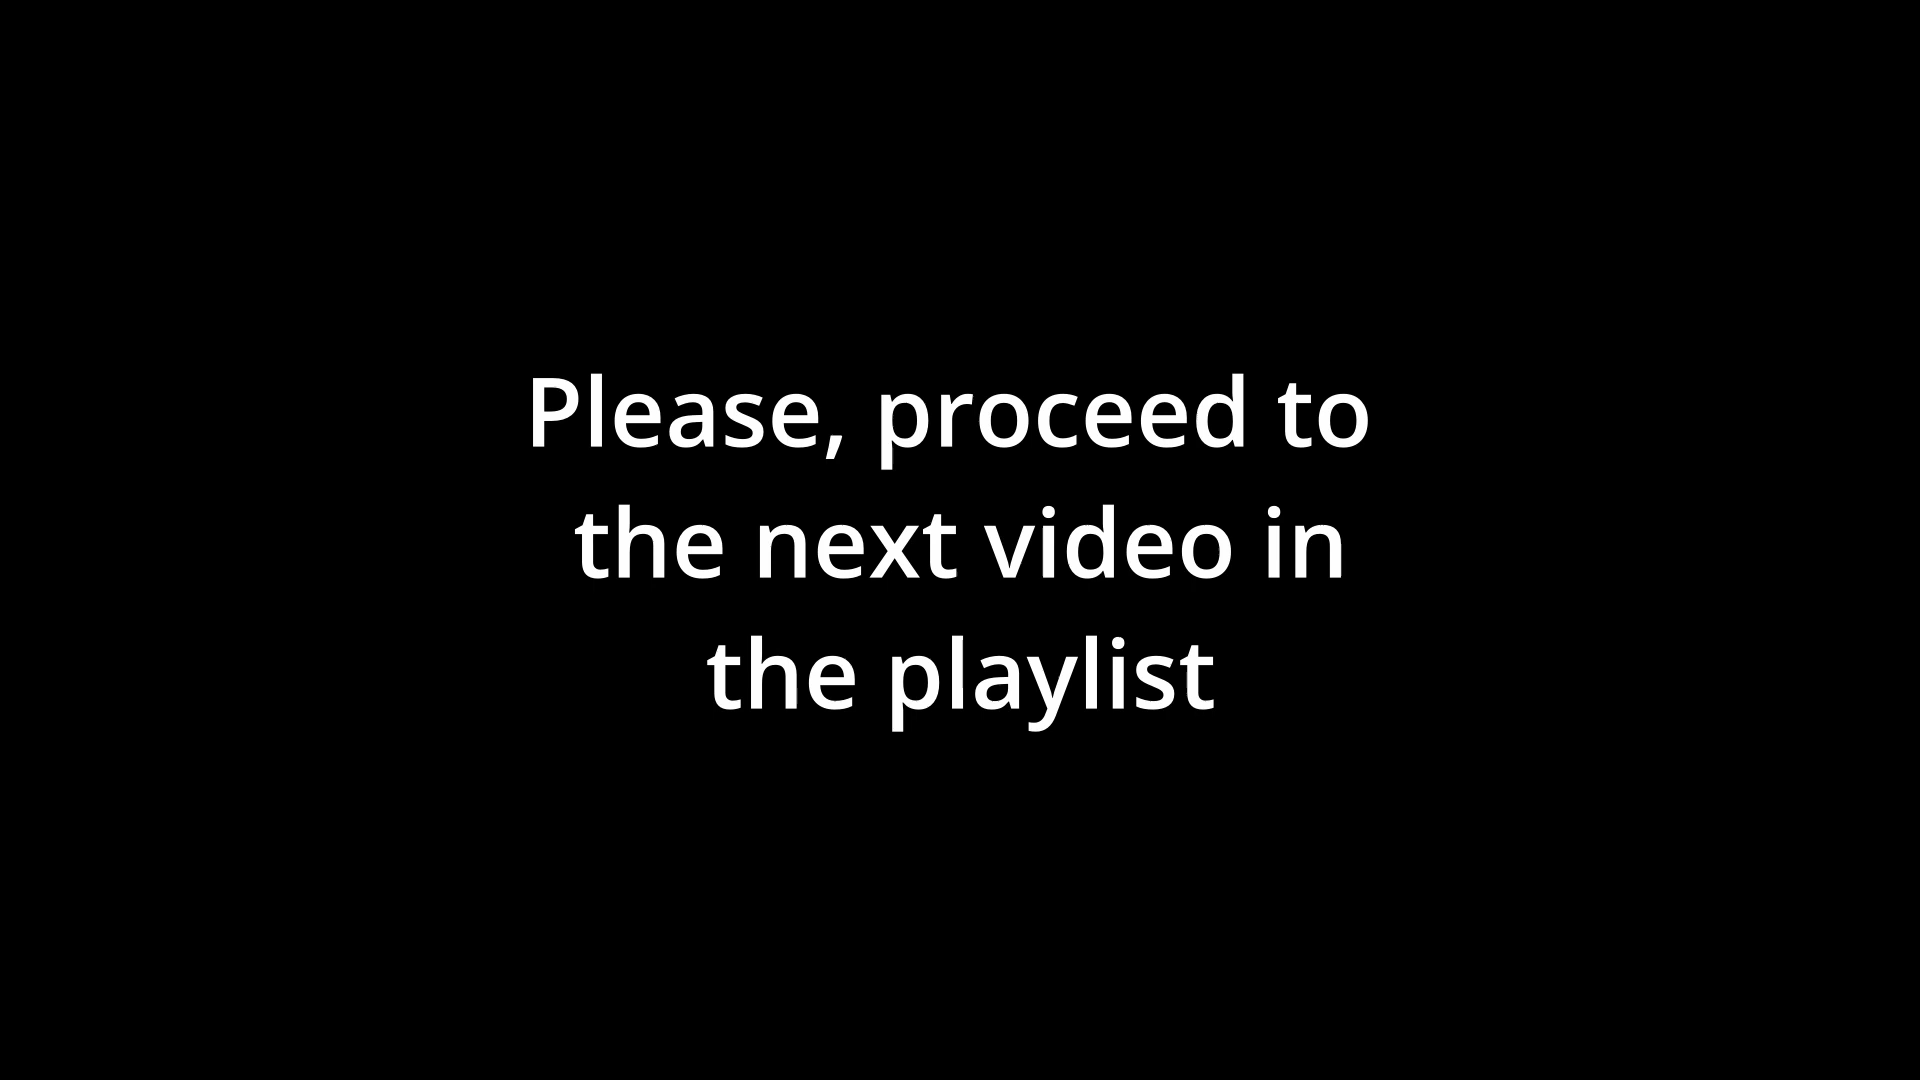 Please, proceed to
the next video in
the playlist